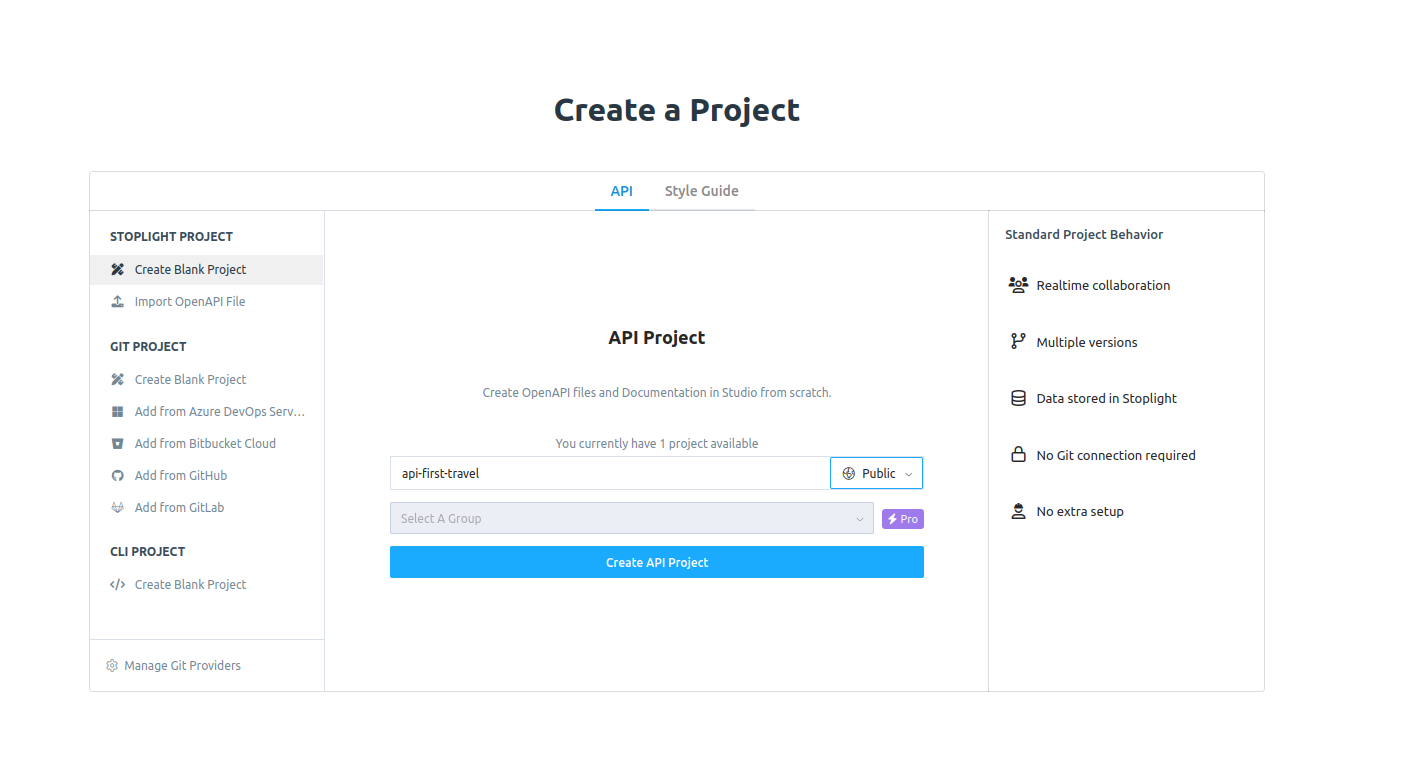 Create a Project
API
Style Guide
STOPLIGHT PROJECT
Create Blank Project
Import OpenAPI File
GIT PROJECT
Create Blank Project
Add from Azure DevOps Serv...
Add from Bitbucket Cloud
Add from GitHub
Add from GitLab
CLI PROJECT
Create Blank Project
Manage Git Providers
API Project
Create OpenAPI files and Documentation in Studio from scratch.
You currently have 1 project available
api-first-travel
Public
Select A Group
Pro
Create API Project
Standard Project Behavior
Realtime collaboration
Multiple versions
Data stored in Stoplight
No Git connection required
No extra setup